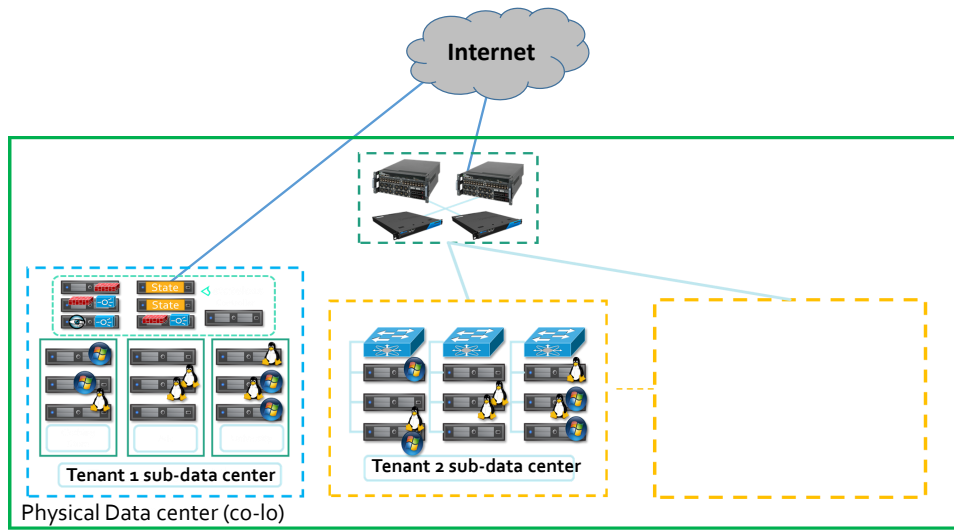 Internet
State
State
Tenant 1 sub-data center
Tenant 2 sub-data center
Physical Data center (co-lo)